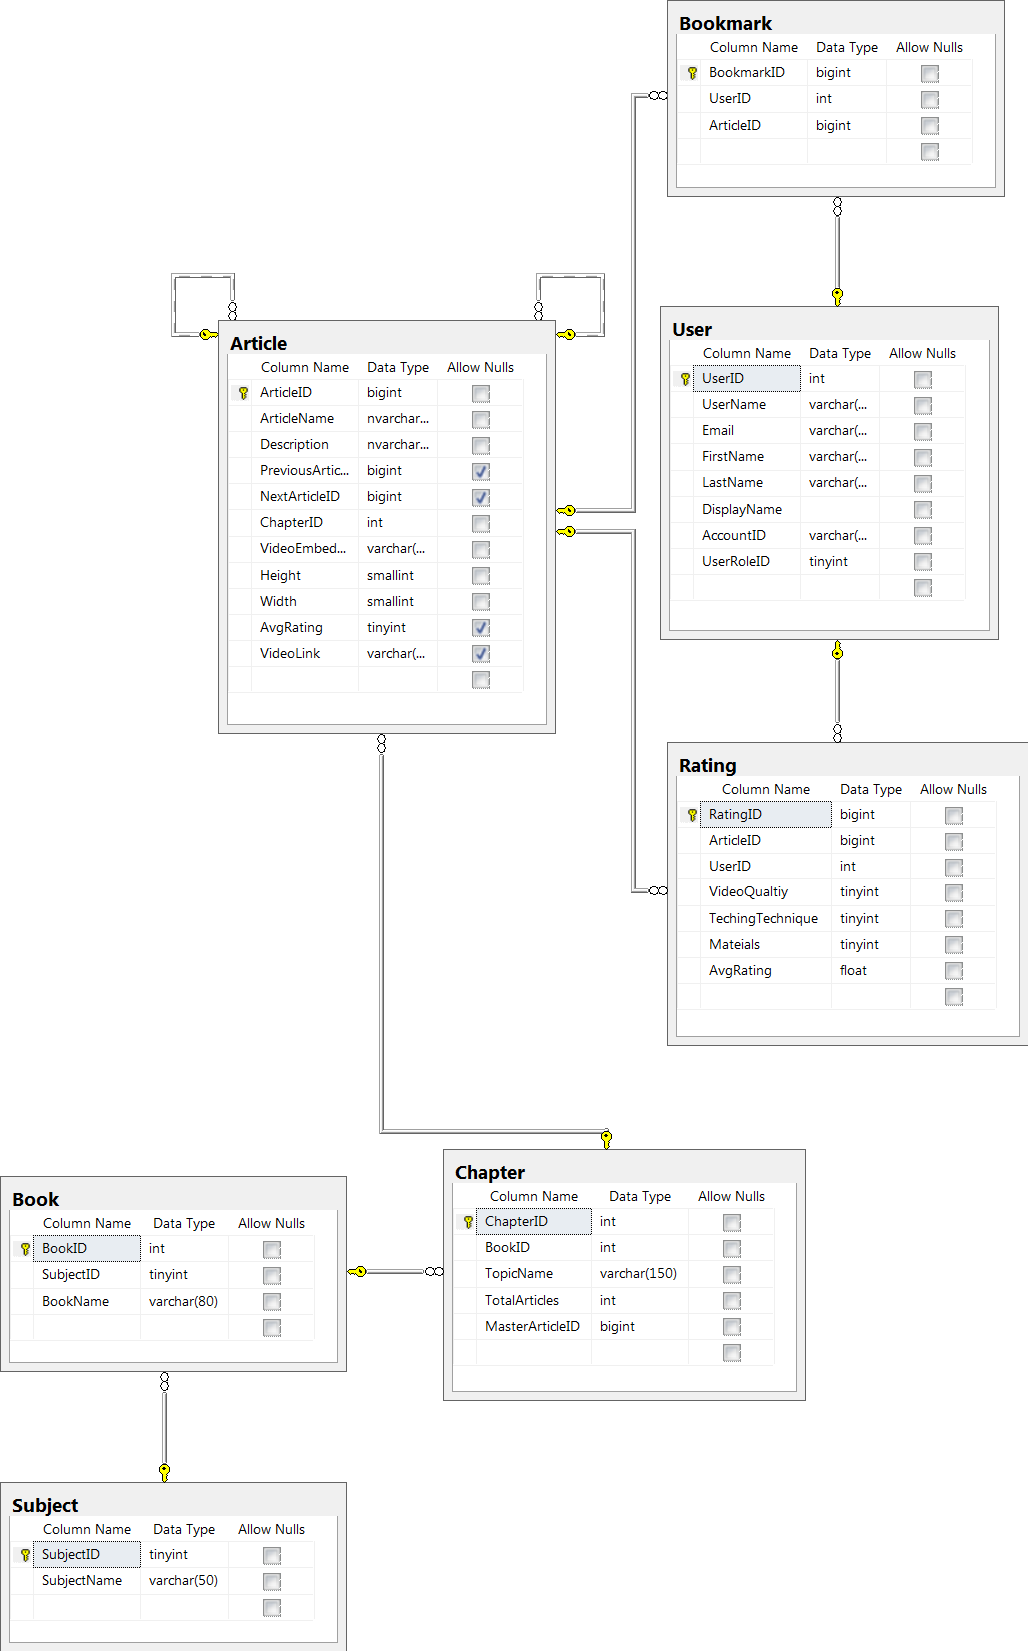 Bookmark
Column Name Data Type Allow Nulls
BookmarkID bigint
UserID int
ArticleID bigint
Article
Column Name Data Type Allow Nulls
ArticleID bigint
ArticleName nvarchar...
Description nvarchar...
PreviousArtic... bigint
NextArticleID bigint
ChapterID int
VideoEmbed... varchar(...
Height smallint
Width smallint
AvgRating tinyint
VideoLink varchar(...
User
Column Name Data Type Allow Nulls
UserID int
UserName varchar(...
Email varchar(...
FirstName varchar(...
LastName varchar(...
DisplayName
AccountID varchar(...
UserRoleID tinyint
Rating
Column Name Data Type Allow Nulls
RatingID bigint
ArticleID bigint
UserID int
VideoQualtiy tinyint
TechingTechnique tinyint
Mateials tinyint
AvgRating float
Chapter
Column Name Data Type Allow Nulls
ChapterID int
BookID int
TopicName varchar(150)
TotalArticles int
MasterArticleID bigint
Book
Column Name Data Type Allow Nulls
BookID int
SubjectID tinyint
BookName varchar(80)
Subject
Column Name Data Type Allow Nulls
SubjectID tinyint
SubjectName varchar(50)